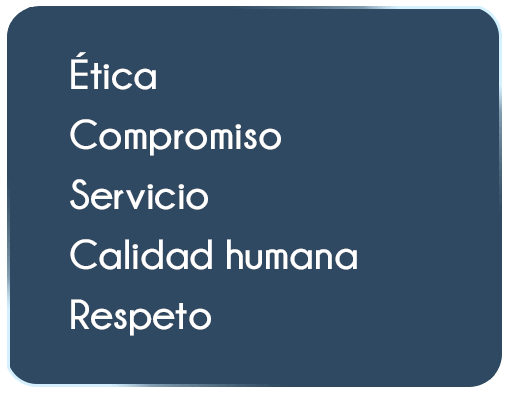 Ética
Compromiso
Servicio
Calidad humana
Respeto